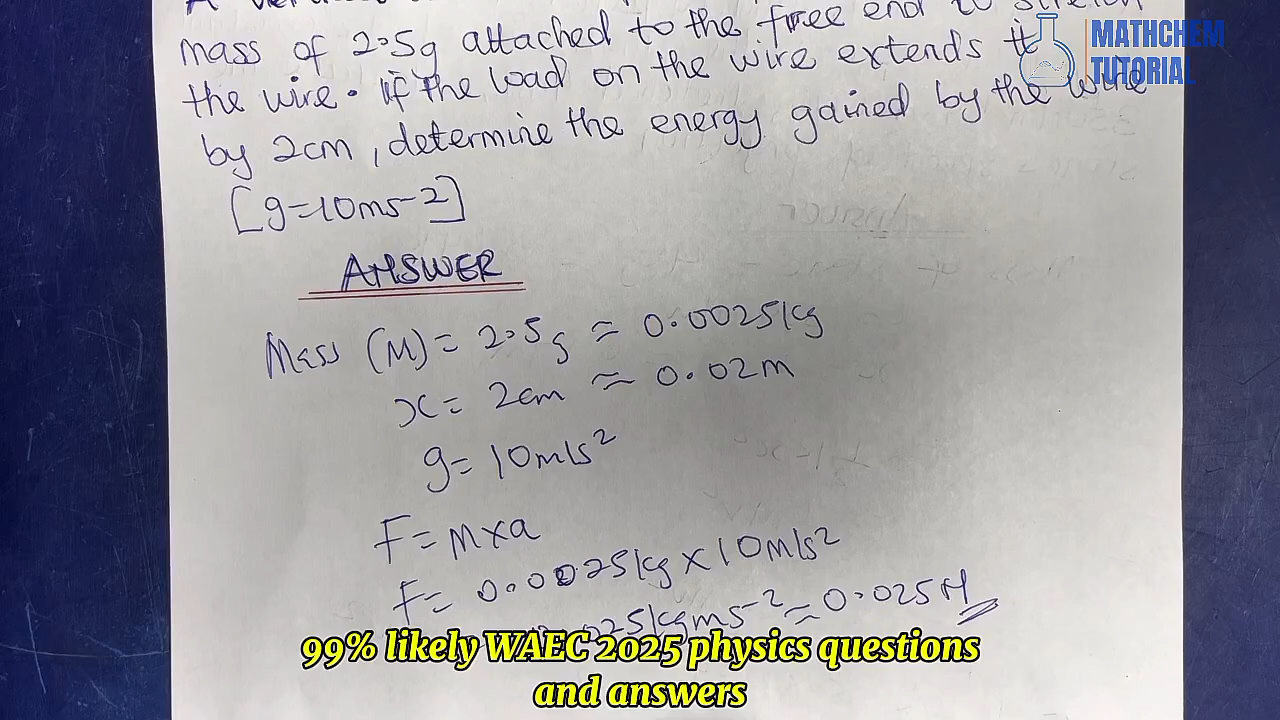 mass of 2.5g attached to the free end to stretch
the wire. if the load on the wire extends it
by 2cm, determine the energy gained by the wire
[g=10ms-2]
ANSWER
Mass (M) = 2.5g ≈ 0.0025kg
x = 2cm ≈ 0.02m
g = 10m/s²
F = M×a
F = 0.0025kg × 10m/s²
025kgms-² ≈ 0.025N
MATHCHEM
TUTORIAL
99% likely WAEC 2025 physics questions
and answers